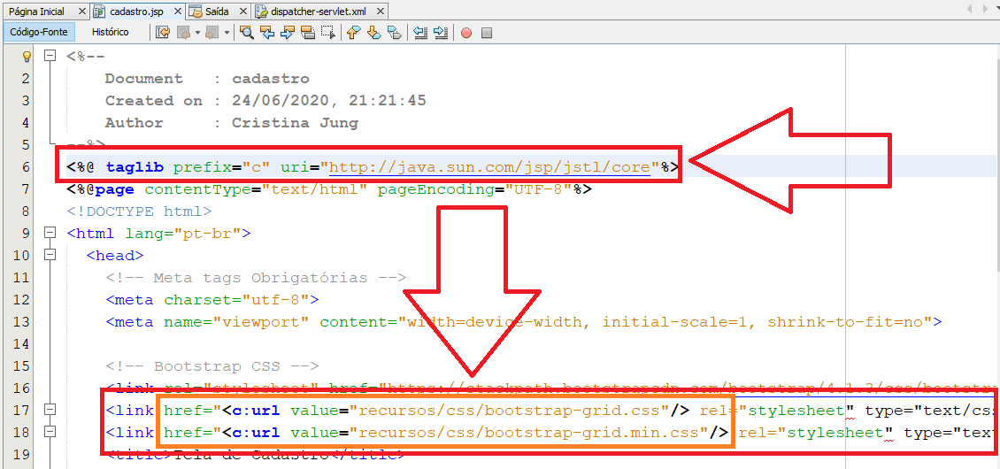 Página Inicial cadastro.jsp Saída dispatcher-servlet.xml
Código-Fonte Histórico
<%--
2 Document : cadastro
3 Created on : 24/06/2020, 21:21:45
4 Author : Cristina Jung
5 --%>
6 <%@ taglib prefix="c" uri="http://java.sun.com/jsp/jstl/core"%>
7 <%@page contentType="text/html" pageEncoding="UTF-8"%>
8 <!DOCTYPE html>
9 <html lang="pt-br">
10 <head>
11 <!-- Meta tags Obrigatórias -->
12 <meta charset="utf-8">
13 <meta name="viewport" content="width=device-width, initial-scale=1, shrink-to-fit=no">
14
15 <!-- Bootstrap CSS -->
16 <link rel="stylesheet" href="https://stackpath.bootstrapcdn.com/bootstrap/4.1.3/css/bootstr
17 <link href="<c:url value="recursos/css/bootstrap-grid.css"/> rel="stylesheet" type="text/css
18 <link href="<c:url value="recursos/css/bootstrap-grid.min.css"/> rel="stylesheet" type="text
19 <title>Tela de Cadastro</title>